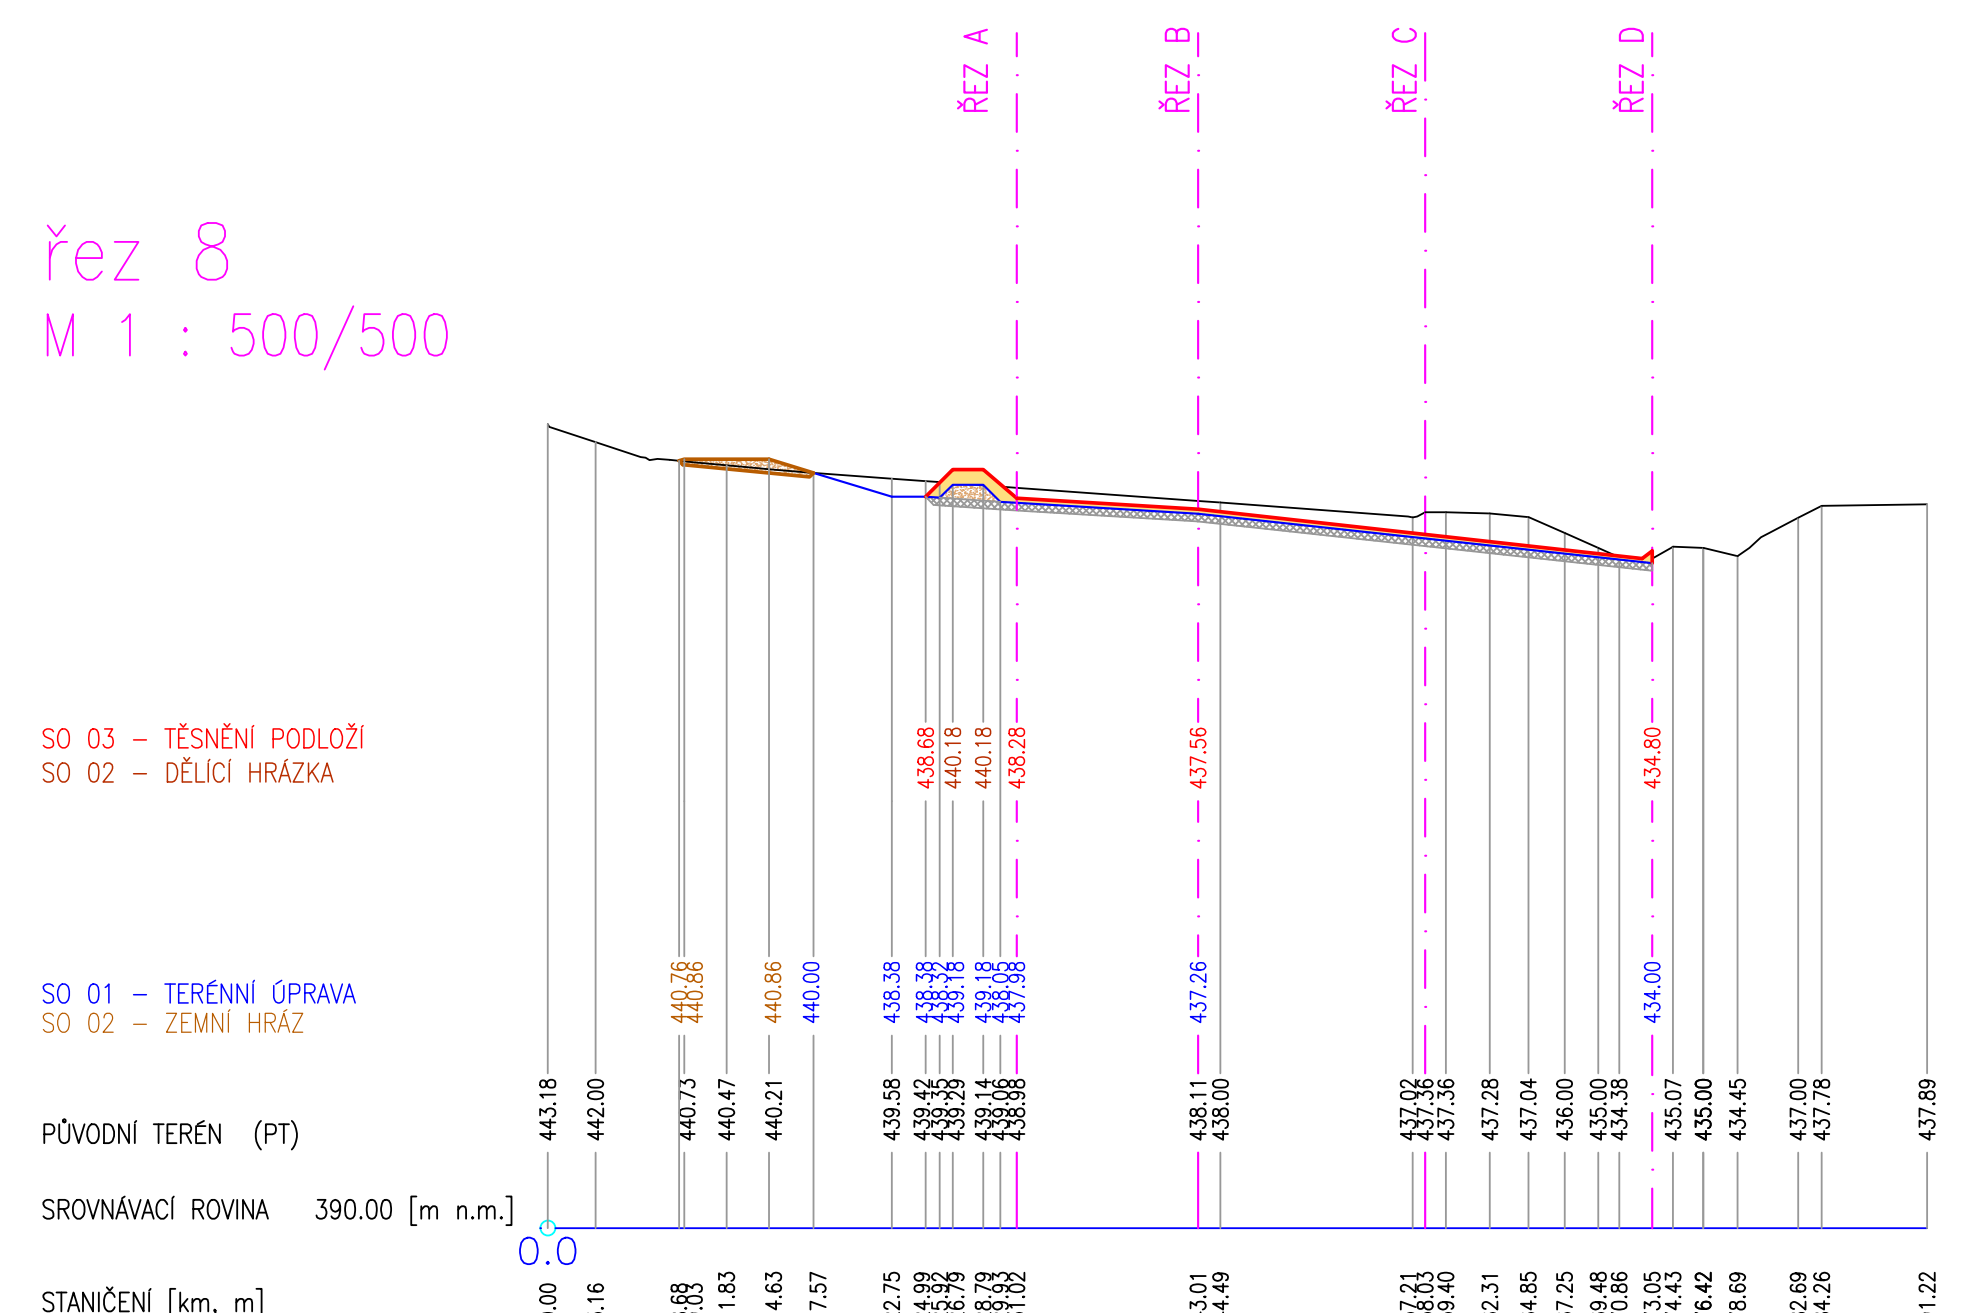 ŘEZ A
ŘEZ B
ŘEZ C
ŘEZ D
řez 8
M 1 : 500/500
SO 03 – TĚSNĚNÍ PODLOŽÍ
SO 02 – DĚLÍCÍ HRÁZKA
438.68 440.18 440.18 438.28 437.56 434.80
SO 01 – TERÉNNÍ ÚPRAVA
SO 02 – ZEMNÍ HRÁZ
440.76 440.86 440.86 440.00 438.38 438.38 438.32 439.18 439.18 438.05 437.98 437.26 434.00
PŮVODNÍ TERÉN (PT)
443.18 442.00 440.73 440.47 440.21 439.58 439.42 439.35 439.29 439.14 439.06 438.98 438.11 438.00 437.02 437.36 437.36 437.28 437.04 436.00 435.00 434.38 435.07 435.00 434.45 437.00 437.78 437.89
SROVNÁVACÍ ROVINA 390.00 [m n.m.]
0.0
STANIČENÍ [km, m]